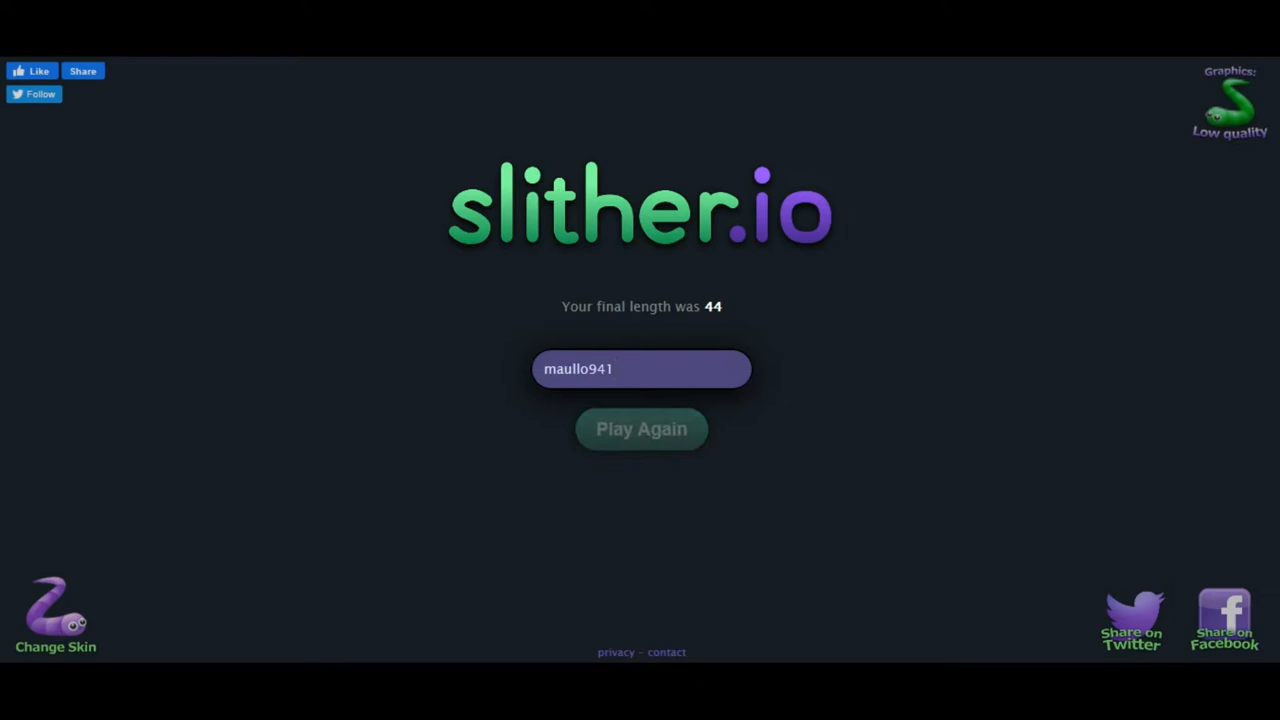 Like Share
Follow
Graphics:
Low quality
slither.io
Your final length was 44
maullo941
Play Again
Change Skin
Share on
Twitter
Share on
Facebook
privacy - contact